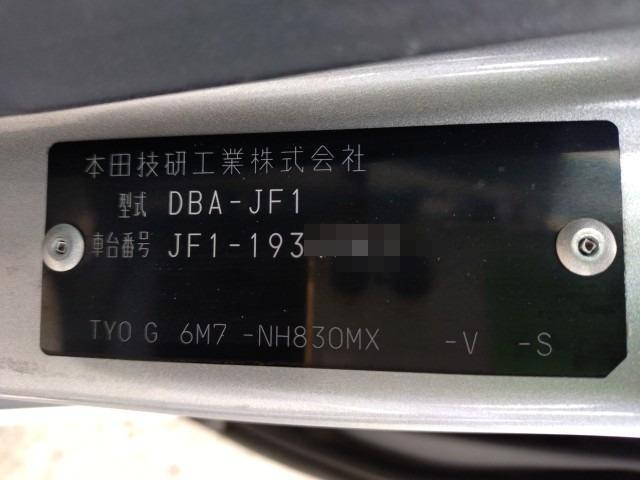 本田技研工業株式会社
型式 DBA-JF1
車台番号 JF1-193
TYO G 6M7 -NH830MX -V -S